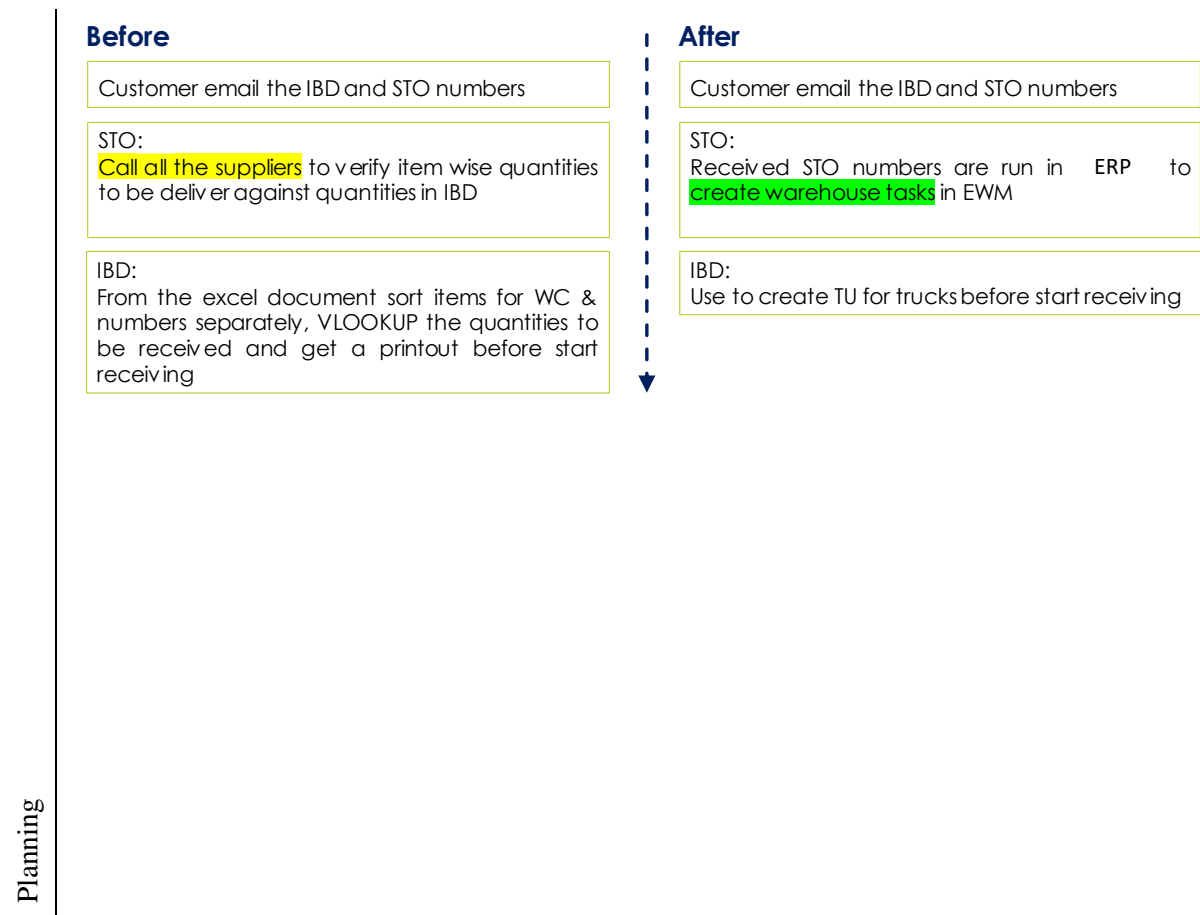 Before
Customer email the IBD and STO numbers
STO:
Call all the suppliers to verify item wise quantities
to be deliver against quantities in IBD
IBD:
From the excel document sort items for WC &
numbers separately, VLOOKUP the quantities to
be received and get a printout before start
receiving
After
Customer email the IBD and STO numbers
STO:
Received STO numbers are run in ERP to
create warehouse tasks in EWM
IBD:
Use to create TU for trucks before start receiving
Planning